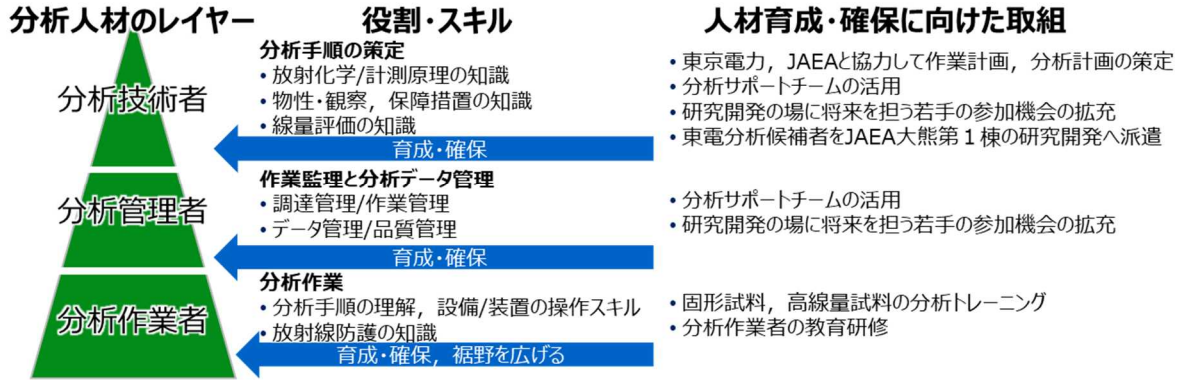 分析人材のレイヤー
役割・スキル
人材育成・確保に向けた取組
分析技術者
分析手順の策定
• 放射化学/計測原理の知識
• 物性・観察，保障措置の知識
• 線量評価の知識
育成・確保
• 東京電力，JAEAと協力して作業計画，分析計画の策定
• 分析サポートチームの活用
• 研究開発の場に将来を担う若手の参加機会の拡充
• 東電分析候補者をJAEA大熊第１棟の研究開発へ派遣
分析管理者
作業監理と分析データ管理
• 調達管理/作業管理
• データ管理/品質管理
育成・確保
• 分析サポートチームの活用
• 研究開発の場に将来を担う若手の参加機会の拡充
分析作業者
分析作業
• 分析手順の理解，設備/装置の操作スキル
• 放射線防護の知識
育成・確保，裾野を広げる
• 固形試料，高線量試料の分析トレーニング
• 分析作業者の教育研修